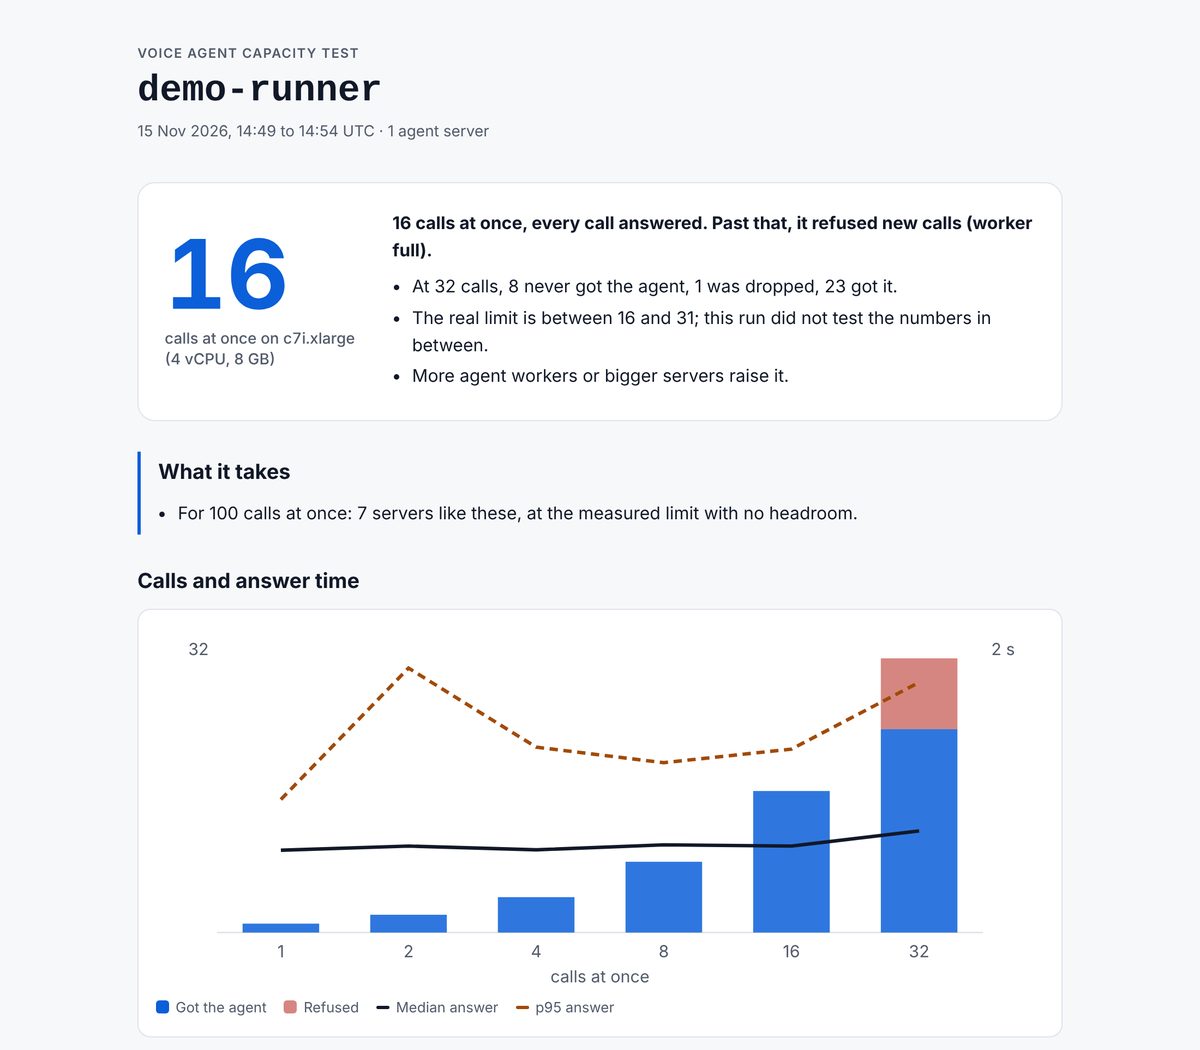 VOICE AGENT CAPACITY TEST
demo-runner
15 Nov 2026, 14:49 to 14:54 UTC · 1 agent server
16
calls at once on c7i.xlarge
(4 vCPU, 8 GB)
16 calls at once, every call answered. Past that, it refused new calls (worker
full).
• At 32 calls, 8 never got the agent, 1 was dropped, 23 got it.
• The real limit is between 16 and 31; this run did not test the numbers in
between.
• More agent workers or bigger servers raise it.
What it takes
• For 100 calls at once: 7 servers like these, at the measured limit with no headroom.
Calls and answer time
32 2 s
1 2 4 8 16 32
calls at once
Got the agent Refused Median answer p95 answer